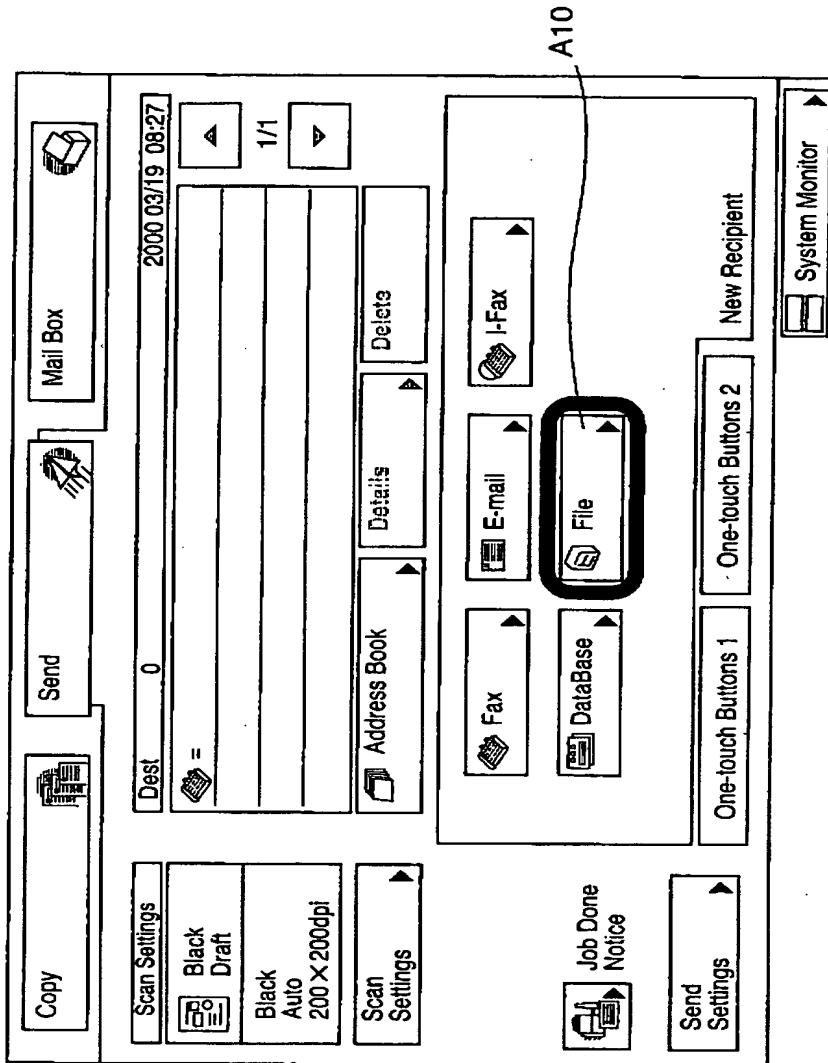 Copy
Send
Mail Box
Scan Settings
Black
Draft
Black
Auto
200 X 200dpi
Scan
Settings
Dest 0 2000 03/19 08:27
=
1/1
Address Book
Details
Delete
Fax
E-mail
I-Fax
DataBase
File
A10
Job Done
Notice
Send
Settings
One-touch Buttons 1
One-touch Buttons 2
New Recipient
System Monitor